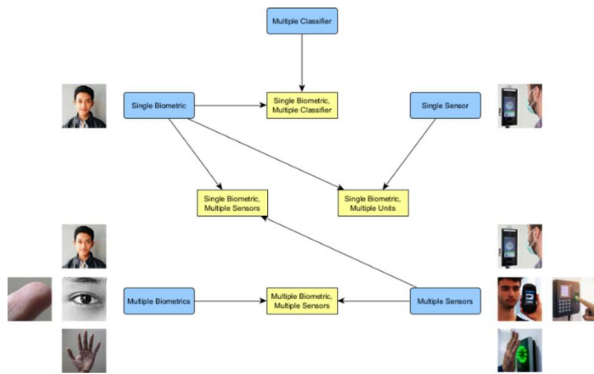 Multiple Classifier
Single Biometric
Single Biometric,
Multiple Classifier
Single Sensor
Single Biometric,
Multiple Sensors
Single Biometric,
Multiple Units
Multiple Biometrics
Multiple Biometric,
Multiple Sensors
Multiple Sensors